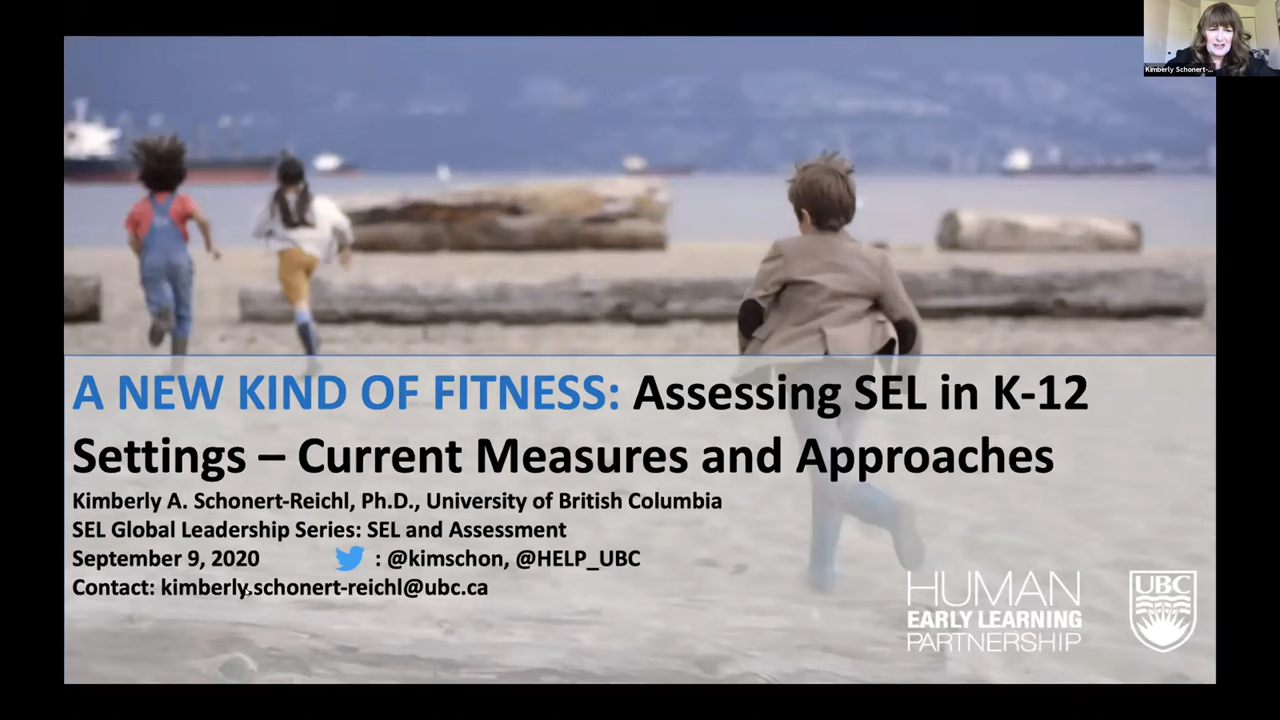 Kimberly Schonert-...
A NEW KIND OF FITNESS: Assessing SEL in K-12
Settings – Current Measures and Approaches
Kimberly A. Schonert-Reichl, Ph.D., University of British Columbia
SEL Global Leadership Series: SEL and Assessment
September 9, 2020 : @kimschon, @HELP_UBC
Contact: kimberly.schonert-reichl@ubc.ca
HUMAN
EARLY LEARNING
PARTNERSHIP
UBC